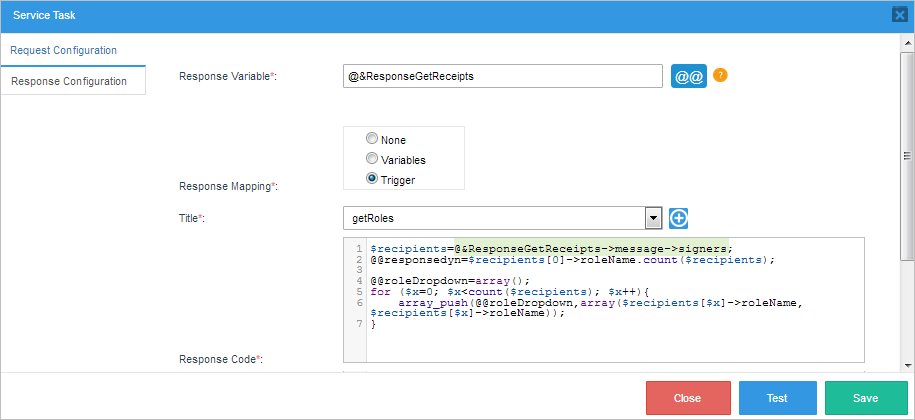 Service Task
Request Configuration
Response Configuration
Response Variable*:
@&ResponseGetReceipts
@@
?
None
Variables
Trigger
Response Mapping*:
Title*:
getRoles
1 $recipients=@&ResponseGetReceipts->message->signers;
2 @@responsedyn=$recipients[0]->roleName.count($recipients);
3
4 @@roleDropdown=array();
5 for ($x=0; $x<count($recipients); $x++){
6 array_push(@@roleDropdown,array($recipients[$x]->roleName,
$recipients[$x]->roleName));
7 }
Response Code*:
Close
Test
Save